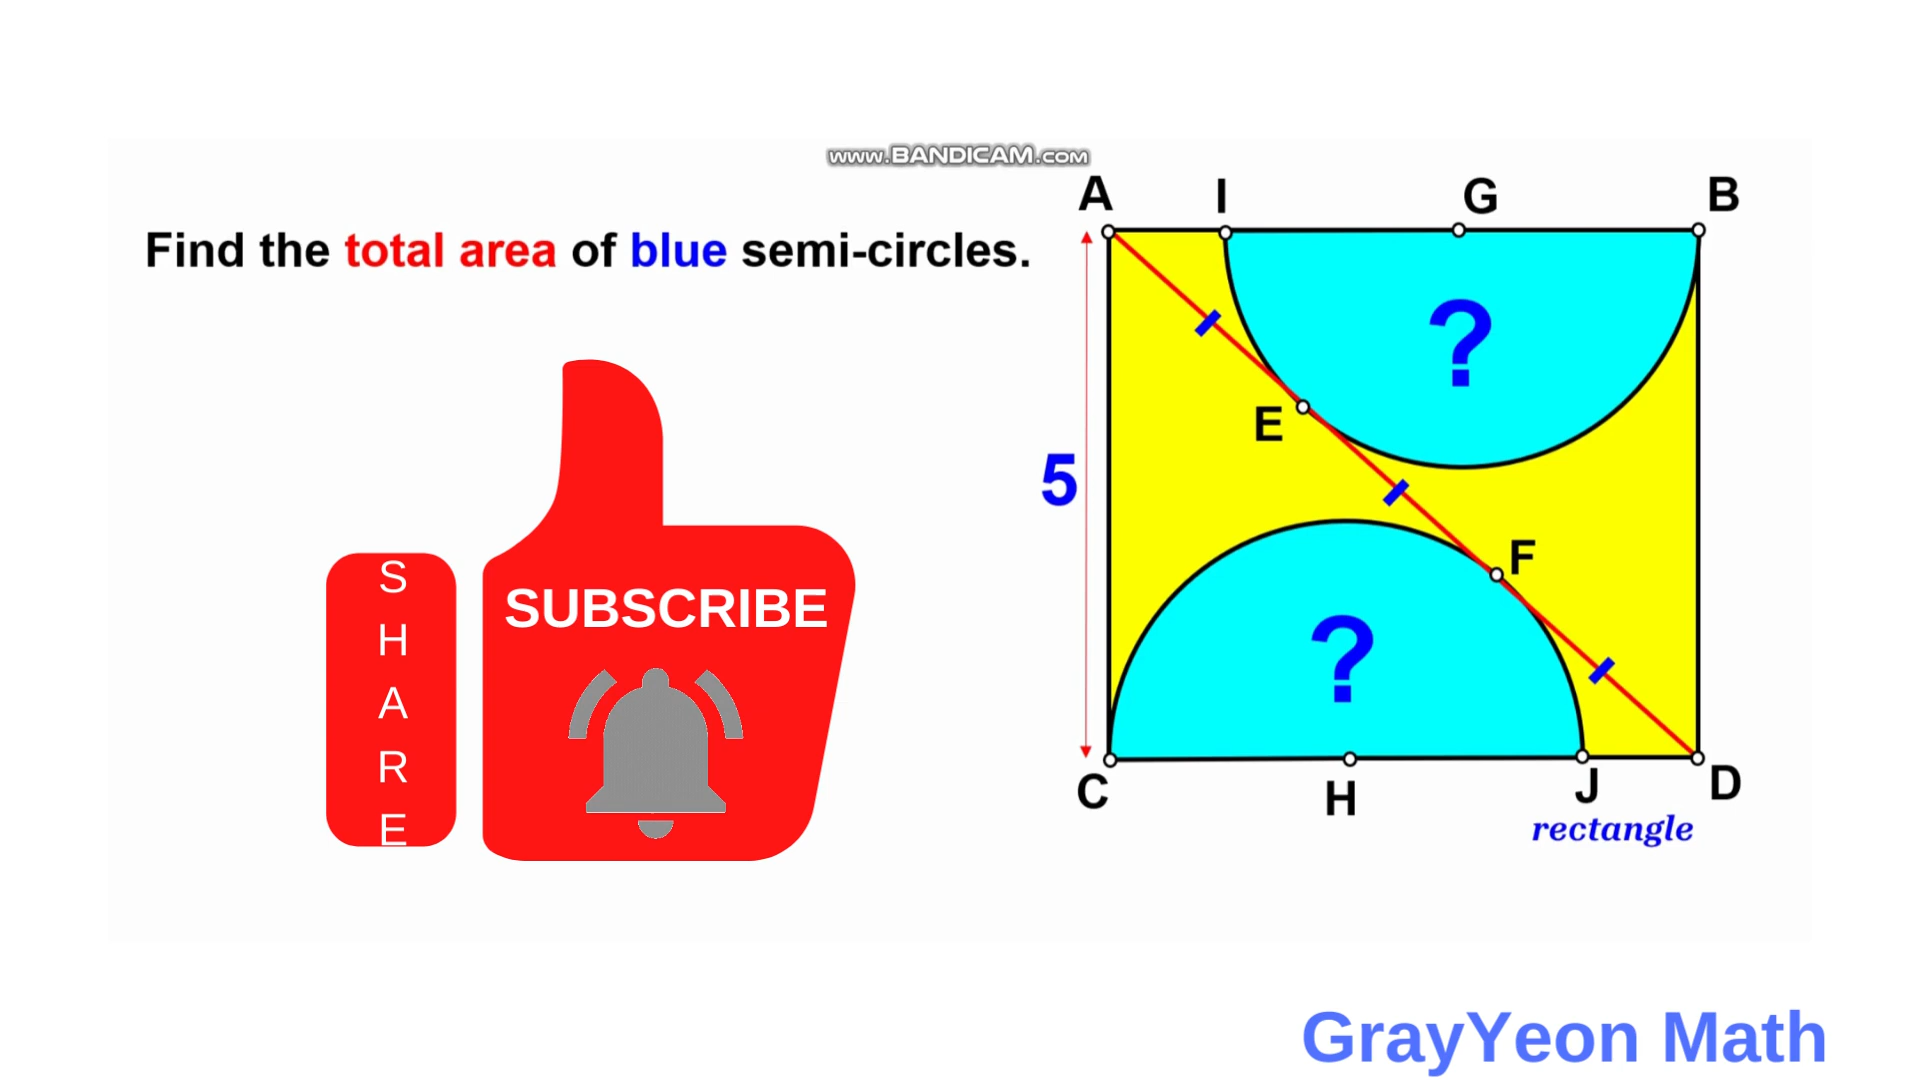 www.BANDICAM.com
Find the total area of blue semi-circles.
A I G B
?
E
5
F
?
C H J D
rectangle
S
H
A
R
E
SUBSCRIBE
GrayYeon Math